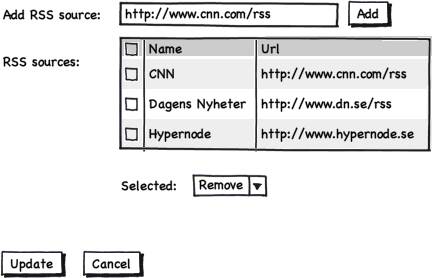 Add RSS source: http://www.cnn.com/rss Add
RSS sources:
Name Url
CNN http://www.cnn.com/rss
Dagens Nyheter http://www.dn.se/rss
Hypernode http://www.hypernode.se
Selected: Remove
Update Cancel